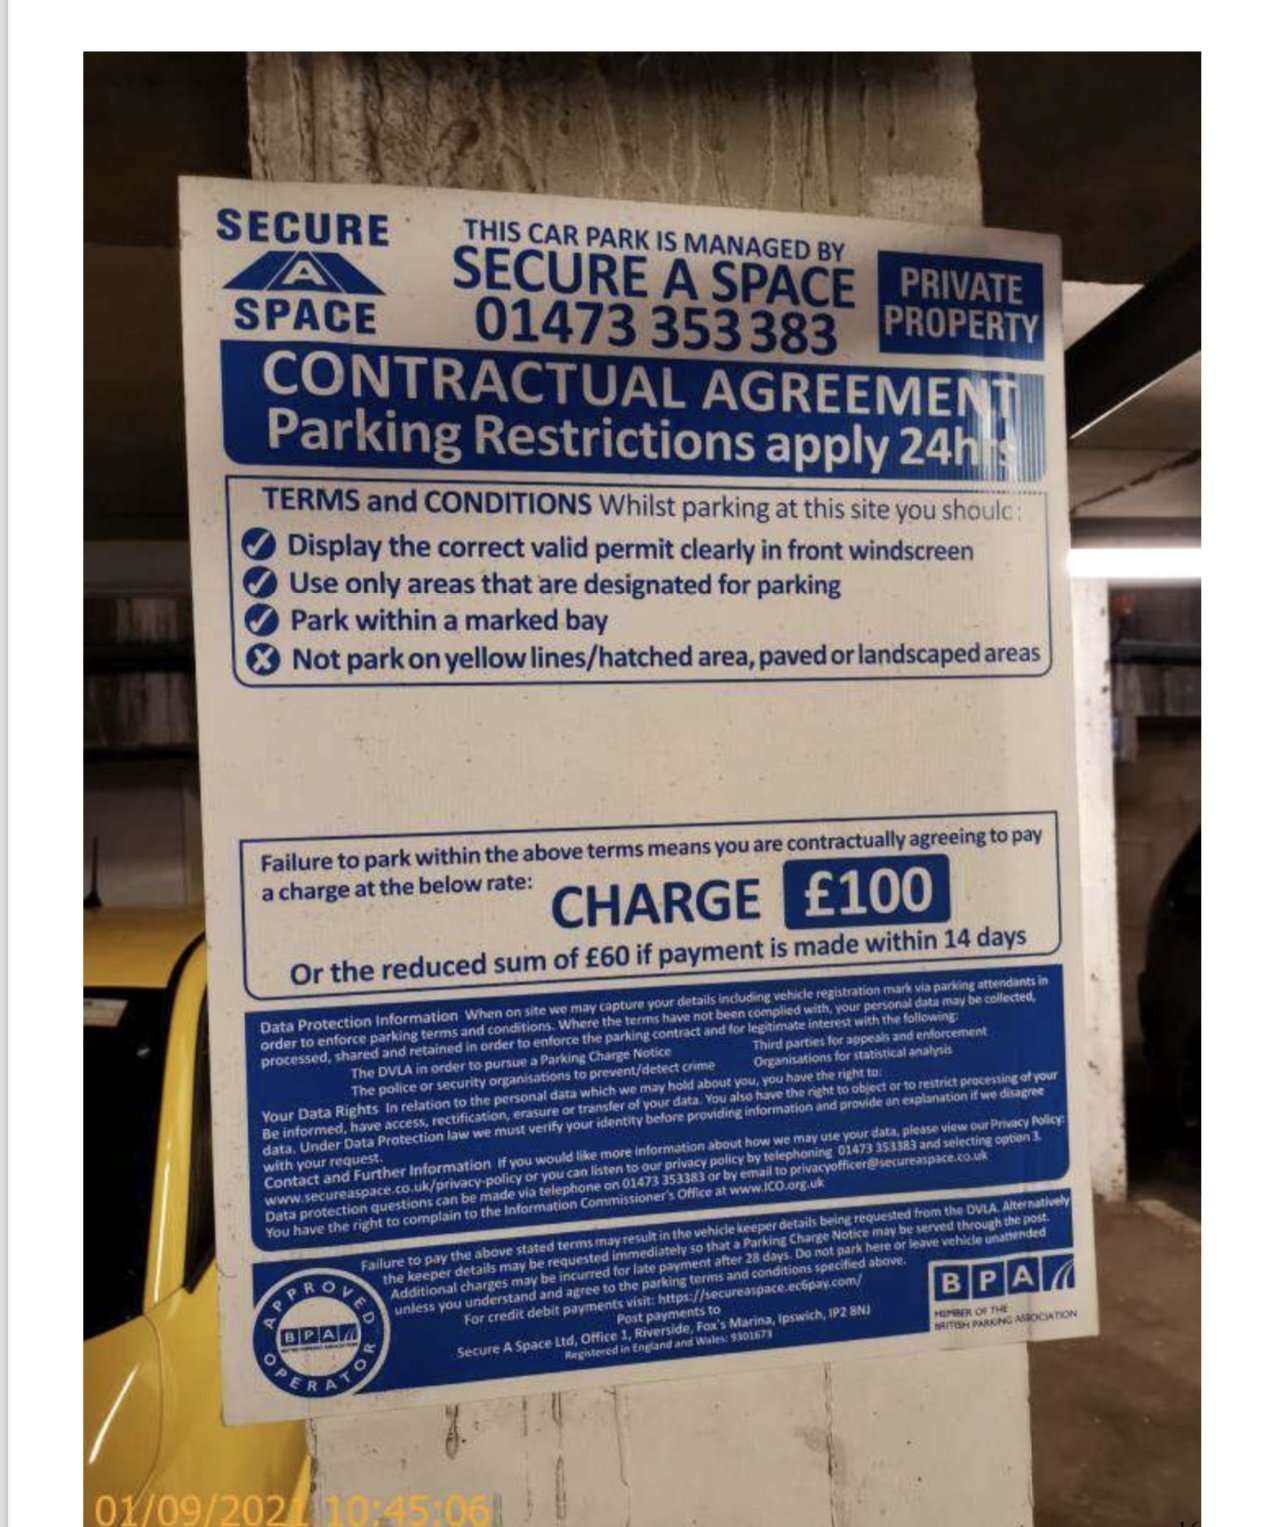 SECURE
A
SPACE
THIS CAR PARK IS MANAGED BY
SECURE A SPACE
01473 353 383
PRIVATE
PROPERTY
CONTRACTUAL AGREEMENT
Parking Restrictions apply 24hrs
TERMS and CONDITIONS Whilst parking at this site you should:
Display the correct valid permit clearly in front windscreen
Use only areas that are designated for parking
Park within a marked bay
Not park on yellow lines/hatched area, paved or landscaped areas
Failure to park within the above terms means you are contractually agreeing to pay
a charge at the below rate:
CHARGE £100
Or the reduced sum of £60 if payment is made within 14 days
Data Protection Information When on site we may capture your details including vehicle registration mark via parking attendants in
order to enforce parking terms and conditions. Where the terms have not been complied with, your personal data may be collected,
processed, shared and retained in order to enforce the parking contract and for legitimate interest with the following:
The DVLA in order to pursue a Parking Charge Notice
Third parties for appeals and enforcement
The police or security organisations to prevent/detect crime
Organisations for statistical analysis
Your Data Rights In relation to the personal data which we may hold about you, you have the right to:
Be informed, have access, rectification, erasure or transfer of your data. You also have the right to object or to restrict processing of your
data. Under Data Protection law we must verify your identity before providing information and provide an explanation if we disagree
with your request.
Contact and Further Information If you would like more information about how we may use your data, please view our Privacy Policy:
www.secureaspace.co.uk/privacy-policy or you can listen to our privacy policy by telephoning 01473 353383 and selecting option 3.
Data protection questions can be made via telephone on 01473 353383 or by email to privacyofficer@secureaspace.co.uk
You have the right to complain to the Information Commissioner's Office at www.ICO.org.uk
Failure to pay the above stated terms may result in the vehicle keeper details being requested from the DVLA. Alternatively
the keeper details may be requested immediately so that a Parking Charge Notice may be served through the post.
Additional charges may be incurred for late payment after 28 days. Do not park here or leave vehicle unattended
unless you understand and agree to the parking terms and conditions specified above.
For credit debit payments visit: https://secureaspace.ec6pay.com/
Post payments to
Secure A Space Ltd, Office 1, Riverside, Fox's Marina, Ipswich, IP2 8NJ
Registered in England and Wales: 9301673
APPROVED
BPA
OPERATOR
BPA
MEMBER OF THE
BRITISH PARKING ASSOCIATION
01/09/2021 10:45:06